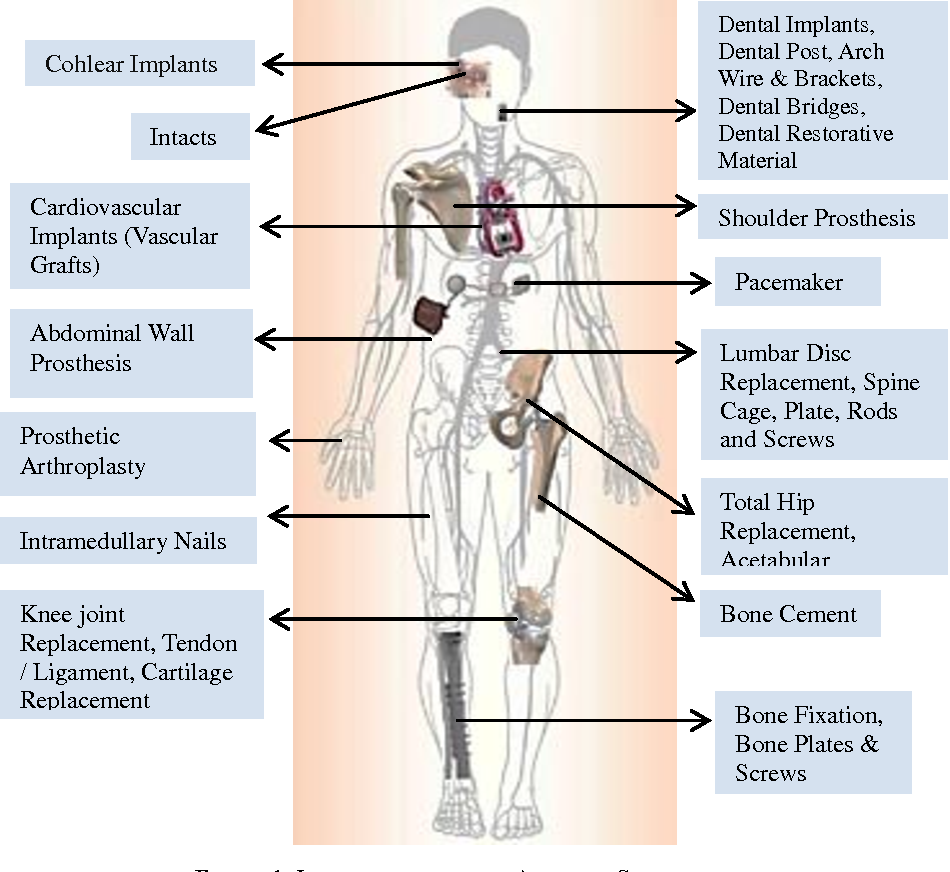 Cohlear Implants
Intacts
Cardiovascular
Implants (Vascular
Grafts)
Abdominal Wall
Prosthesis
Prosthetic
Arthroplasty
Intramedullary Nails
Knee joint
Replacement, Tendon
/ Ligament, Cartilage
Replacement
Dental Implants,
Dental Post, Arch
Wire & Brackets,
Dental Bridges,
Dental Restorative
Material
Shoulder Prosthesis
Pacemaker
Lumbar Disc
Replacement, Spine
Cage, Plate, Rods
and Screws
Total Hip
Replacement,
Acetabular
Bone Cement
Bone Fixation,
Bone Plates &
Screws